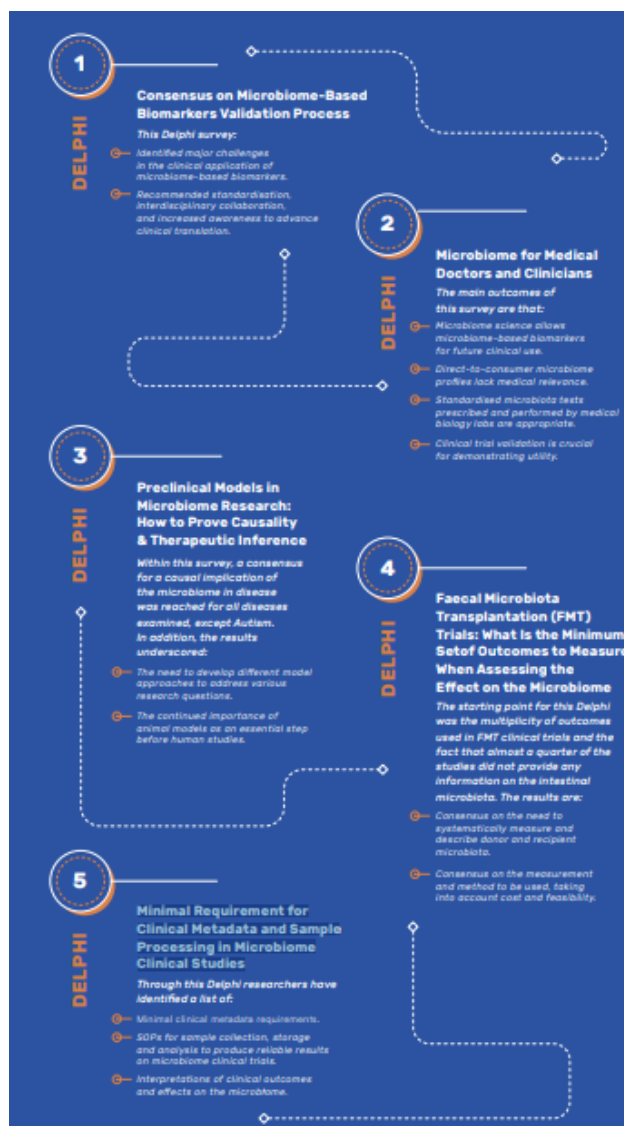 1
DELPHI
Consensus on Microbiome-Based
Biomarkers Validation Process
This Delphi survey:
Identified major challenges
in the clinical application of
microbiome-based biomarkers.
Recommended standardisation,
interdisciplinary collaboration,
and increased awareness to advance
clinical translation.
2
DELPHI
Microbiome for Medical
Doctors and Clinicians
The main outcomes of
this survey are that:
Microbiome science allows
microbiome-based biomarkers
for future clinical use.
Direct-to-consumer microbiome
profiles lack medical relevance.
Standardised microbiota tests
prescribed and performed by medical
biology labs are appropriate.
Clinical trial validation is crucial
for demonstrating utility.
3
DELPHI
Preclinical Models in
Microbiome Research:
How to Prove Causality
& Therapeutic Inference
Within this survey, a consensus
for a causal implication of
the microbiome in disease
was reached for all diseases
examined, except Autism.
In addition, the results
underscored:
The need to develop different model
approaches to address various
research questions.
The continued importance of
animal models as an essential step
before human studies.
4
DELPHI
Faecal Microbiota
Transplantation (FMT)
Trials: What Is the Minimum
Setof Outcomes to Measure
When Assessing the
Effect on the Microbiome
The starting point for this Delphi
was the multiplicity of outcomes
used in FMT clinical trials and the
fact that almost a quarter of the
studies did not provide any
information on the intestinal
microbiota. The results are:
Consensus on the need to
systematically measure and
describe donor and recipient
microbiota.
Consensus on the measurement
and method to be used, taking
into account cost and feasibility.
5
DELPHI
Minimal Requirement for
Clinical Metadata and Sample
Processing in Microbiome
Clinical Studies
Through this Delphi researchers have
identified a list of:
Minimal clinical metadata requirements.
SOPs for sample collection, storage
and analysis to produce reliable results
on microbiome clinical trials.
Interpretations of clinical outcomes
and effects on the microbiome.